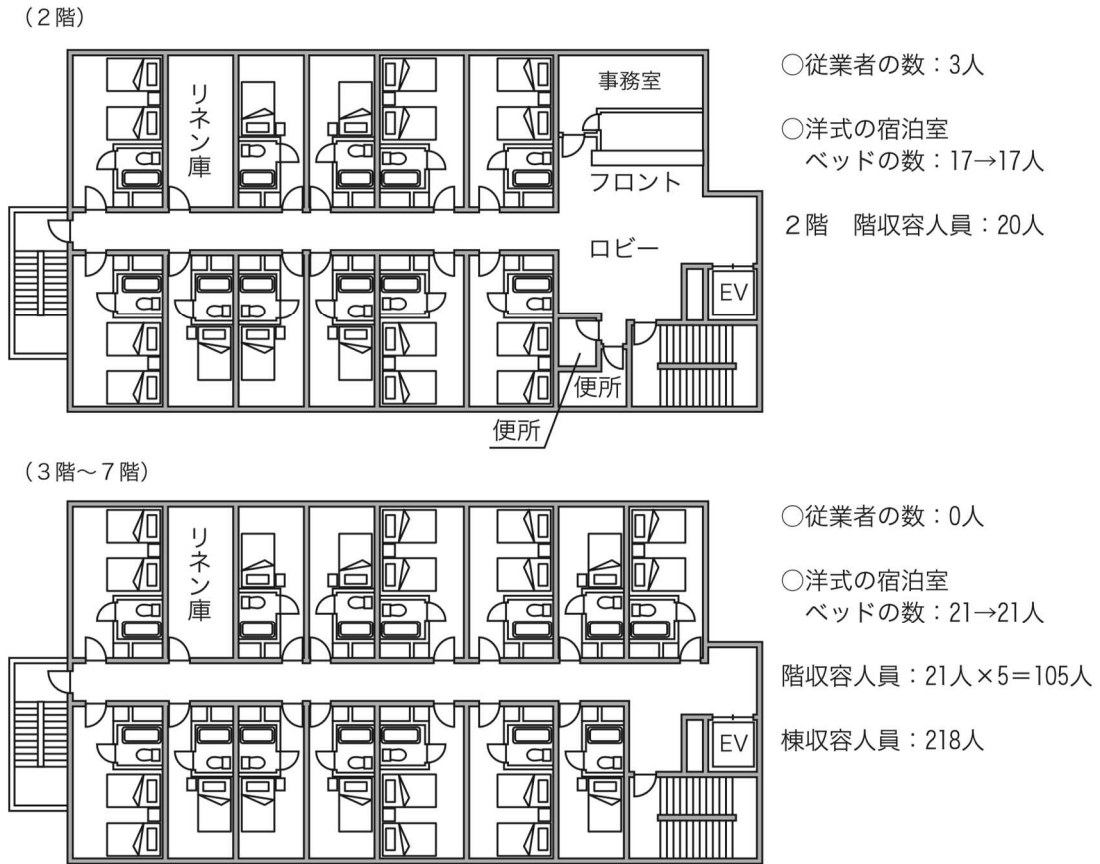 （２階）
リネン庫
事務室
フロント
ロビー
EV
便所
便所
○従業者の数：3人
○洋式の宿泊室
ベッドの数：17→17人
２階　階収容人員：20人
（３階～７階）
リネン庫
EV
○従業者の数：0人
○洋式の宿泊室
ベッドの数：21→21人
階収容人員：21人×5＝105人
棟収容人員：218人